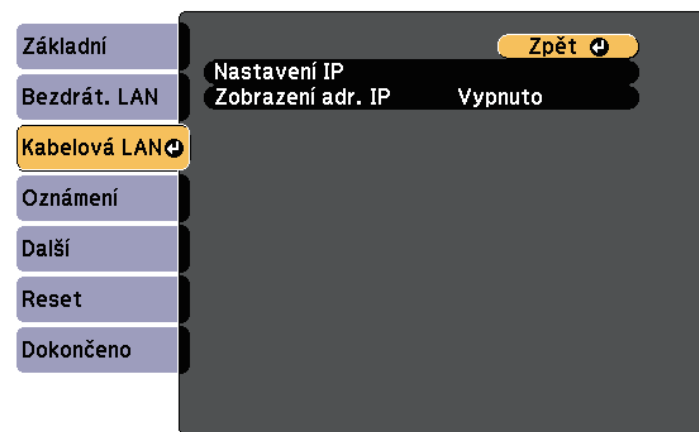 Základní
Bezdrát. LAN
Kabelová LAN
Oznámení
Další
Reset
Dokončeno
Zpět
Nastavení IP
Zobrazení adr. IP Vypnuto